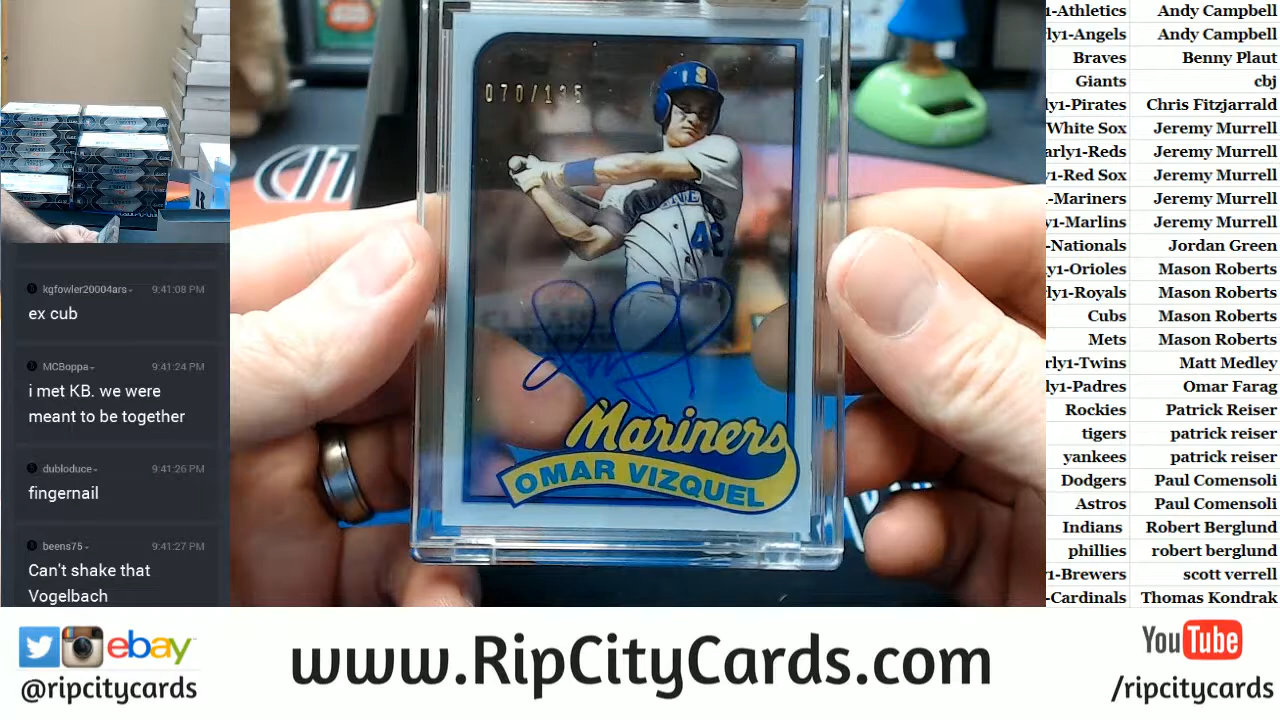 kgfowler20004ars 9:41:08 PM
ex cub
MCBoppa 9:41:24 PM
i met KB. we were
meant to be together
dubloduce 9:41:26 PM
fingernail
beens75 9:41:27 PM
Can't shake that
Vogelbach
070/135
S
42
Mariners
OMAR VIZQUEL
1-Athletics Andy Campbell
rly1-Angels Andy Campbell
Braves Benny Plaut
Giants cbj
rly1-Pirates Chris Fitzjarrald
White Sox Jeremy Murrell
arly1-Reds Jeremy Murrell
1-Red Sox Jeremy Murrell
-Mariners Jeremy Murrell
y1-Marlins Jeremy Murrell
-Nationals Jordan Green
y1-Orioles Mason Roberts
ly1-Royals Mason Roberts
Cubs Mason Roberts
Mets Mason Roberts
rly1-Twins Matt Medley
ly1-Padres Omar Farag
Rockies Patrick Reiser
tigers patrick reiser
yankees patrick reiser
Dodgers Paul Comensoli
Astros Paul Comensoli
Indians Robert Berglund
phillies robert berglund
1-Brewers scott verrell
-Cardinals Thomas Kondrak
ebay
@ripcitycards
www.RipCityCards.com
YouTube
/ripcitycards